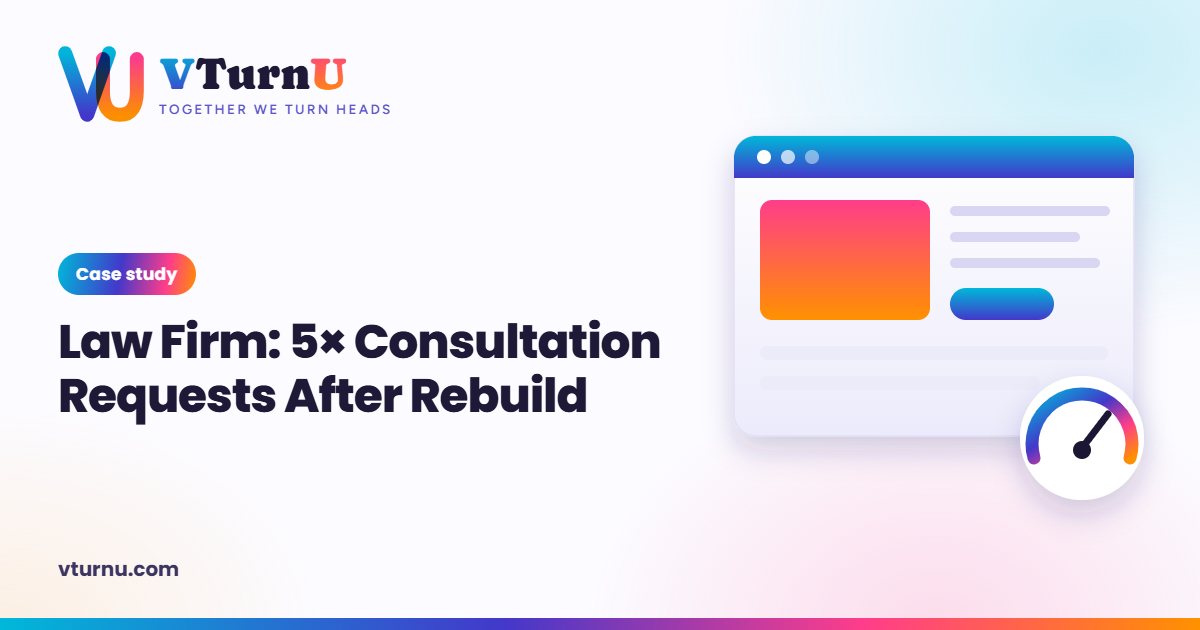 VTurnU
TOGETHER WE TURN HEADS
Case study
Law Firm: 5× Consultation
Requests After Rebuild
vturnu.com